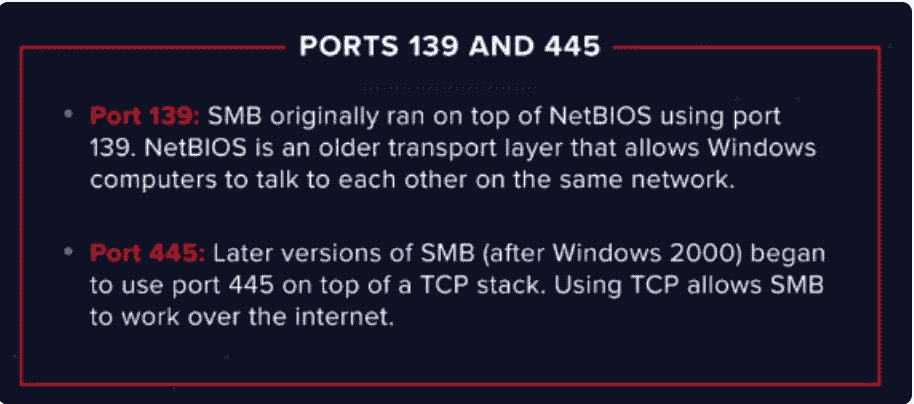 PORTS 139 AND 445
• Port 139: SMB originally ran on top of NetBIOS using port
139. NetBIOS is an older transport layer that allows Windows
computers to talk to each other on the same network.
• Port 445: Later versions of SMB (after Windows 2000) began
to use port 445 on top of a TCP stack. Using TCP allows SMB
to work over the internet.